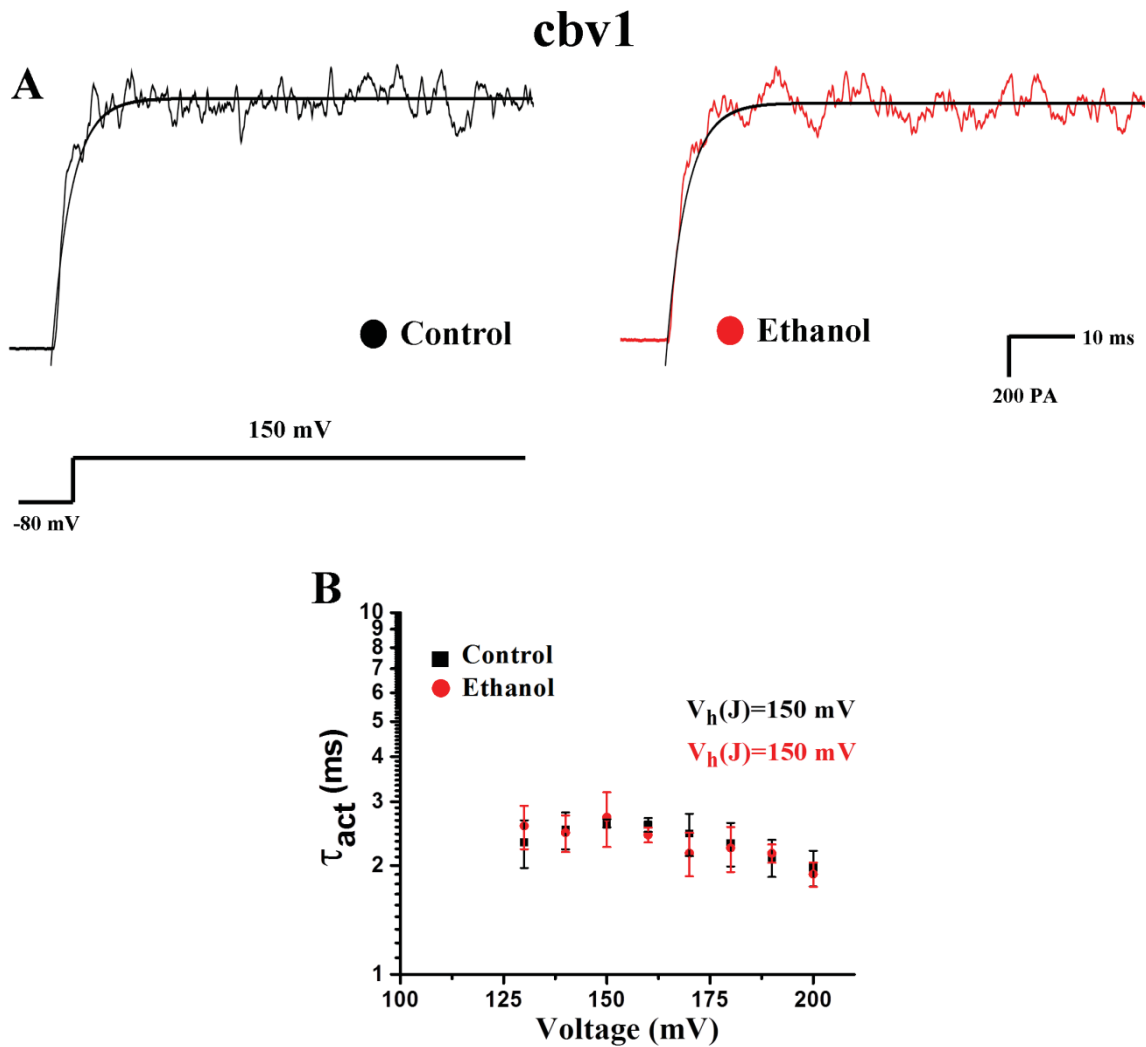 cbv1
A
Control
Ethanol
10 ms
200 PA
150 mV
-80 mV
B
10
9
8
7
6
5
4
3
2
1
τact (ms)
Control
Ethanol
Vh(J)=150 mV
Vh(J)=150 mV
100
125
150
175
200
Voltage (mV)